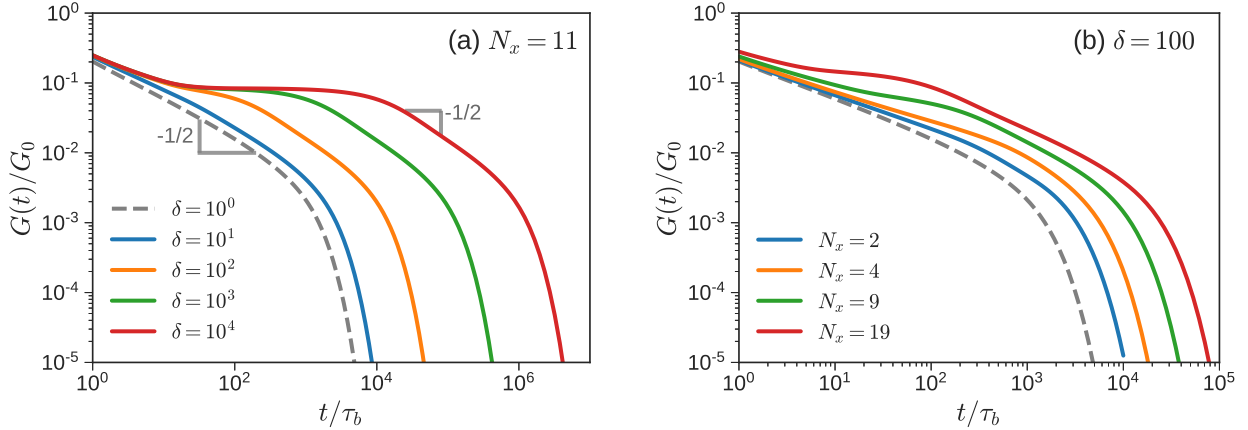 (a) N_x = 11
G(t)/G_0
10^0
10^-1
10^-2
10^-3
10^-4
10^-5
-1/2
-1/2
δ = 10^0
δ = 10^1
δ = 10^2
δ = 10^3
δ = 10^4
10^0 10^2 10^4 10^6
t/τ_b
(b) δ = 100
G(t)/G_0
10^0
10^-1
10^-2
10^-3
10^-4
10^-5
N_x = 2
N_x = 4
N_x = 9
N_x = 19
10^0 10^1 10^2 10^3 10^4 10^5
t/τ_b